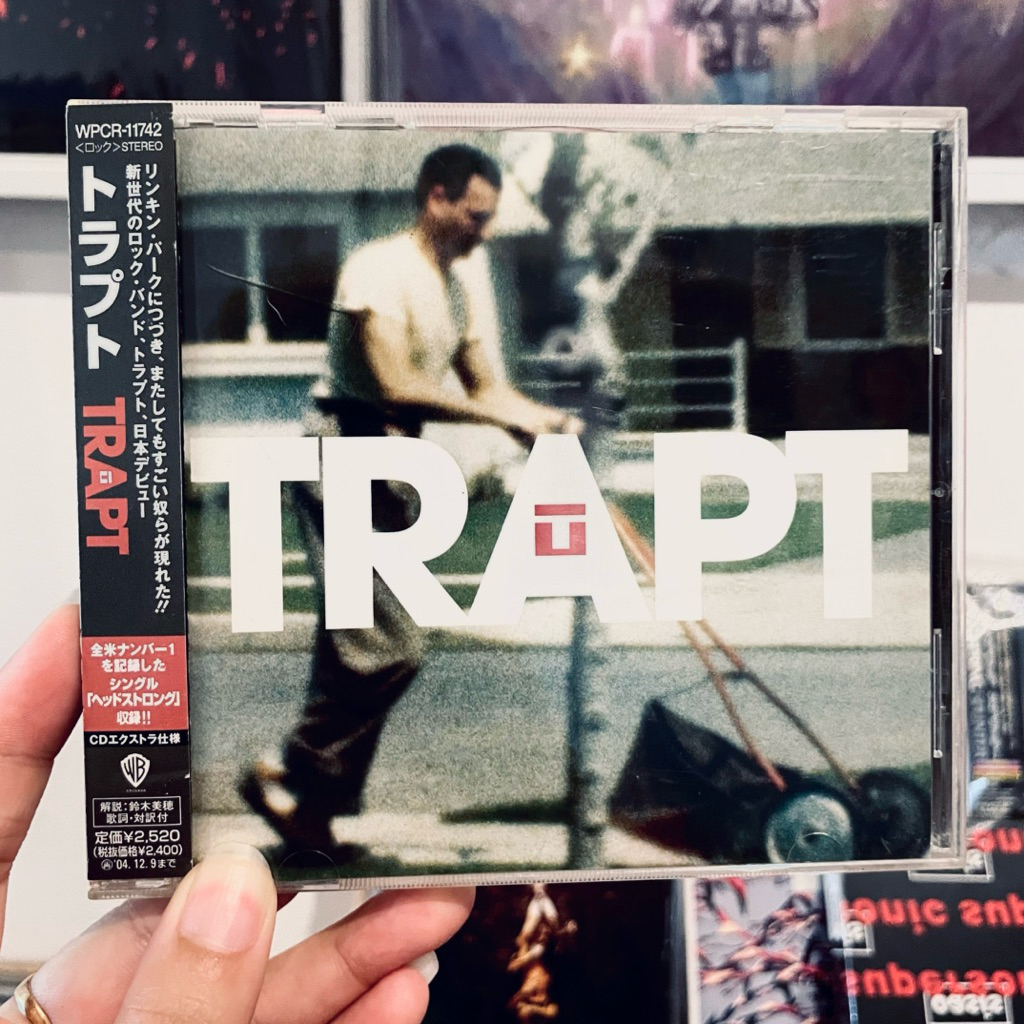 WPCR-11742
〈ロック〉STEREO
トラプト TRAPT
リンキン・パークにつづき、またしてもすごい奴らが現れた!!
新世代のロック・バンド、トラプト、日本デビュー
全米ナンバー1
を記録した
シングル
「ヘッドストロング」
収録!!
CDエクストラ仕様
WB
解説:鈴木美穂
歌詞・対訳付
定価¥2,520
(税抜価格¥2,400)
'04.12.9まで
TRAPT
oasis